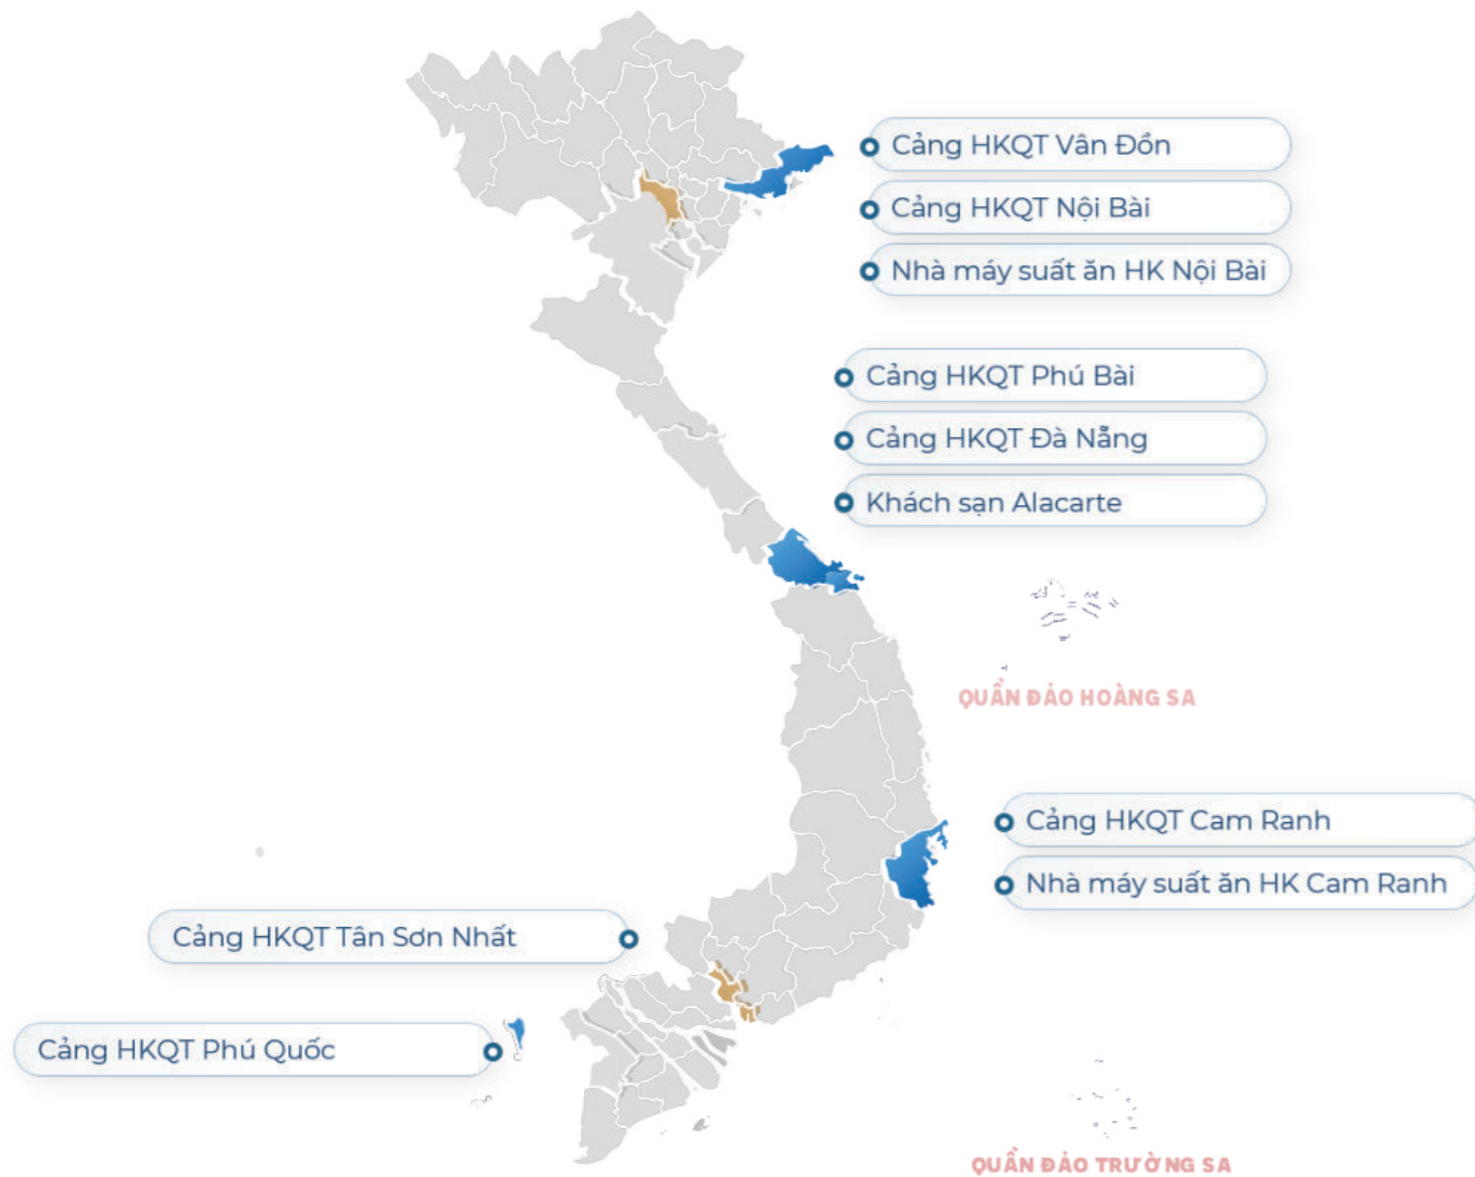 Cảng HKQT Vân Đồn
Cảng HKQT Nội Bài
Nhà máy suất ăn HK Nội Bài
Cảng HKQT Phú Bài
Cảng HKQT Đà Nẵng
Khách sạn Alacarte
QUẦN ĐẢO HOÀNG SA
Cảng HKQT Cam Ranh
Nhà máy suất ăn HK Cam Ranh
Cảng HKQT Tân Sơn Nhất
Cảng HKQT Phú Quốc
QUẦN ĐẢO TRƯỜNG SA